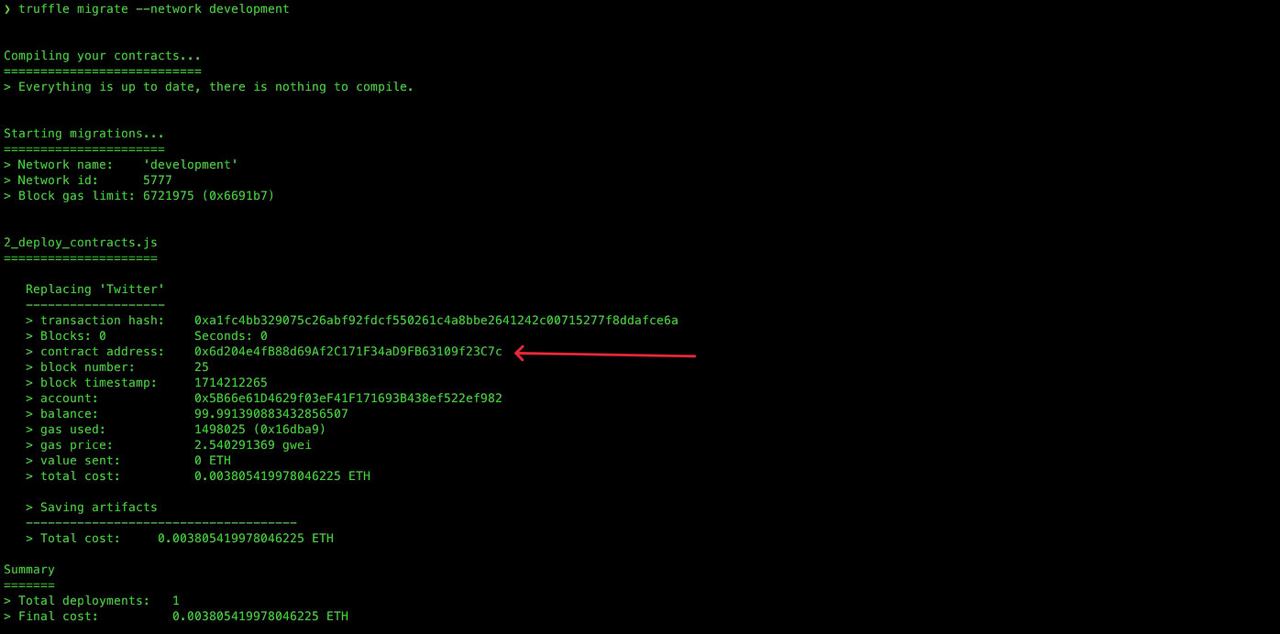 ❯ truffle migrate --network development
Compiling your contracts...
===========================
> Everything is up to date, there is nothing to compile.
Starting migrations...
======================
> Network name:    'development'
> Network id:      5777
> Block gas limit: 6721975 (0x6691b7)
2_deploy_contracts.js
=====================
Replacing 'Twitter'
-------------------
> transaction hash:    0xa1fc4bb329075c26abf92fdcf550261c4a8bbe2641242c00715277f8ddafce6a
> Blocks: 0            Seconds: 0
> contract address:    0x6d204e4fB88d69Af2C171F34aD9FB63109f23C7c
> block number:        25
> block timestamp:     1714212265
> account:             0x5B66e61D4629f03eF41F171693B438ef522ef982
> balance:             99.991390883432856507
> gas used:            1498025 (0x16dba9)
> gas price:           2.540291369 gwei
> value sent:          0 ETH
> total cost:          0.003805419978046225 ETH
> Saving artifacts
-------------------------------------
> Total cost:     0.003805419978046225 ETH
Summary
=======
> Total deployments:   1
> Final cost:          0.003805419978046225 ETH